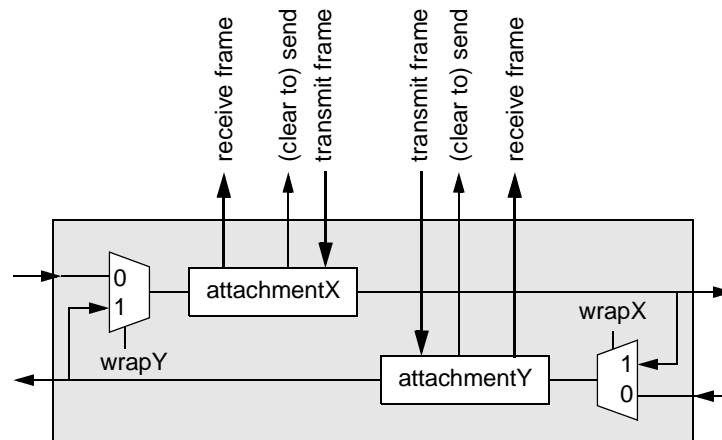 receive frame
(clear to) send
transmit frame
transmit frame
(clear to) send
receive frame
0
1
attachmentX
wrapY
wrapX
attachmentY
1
0